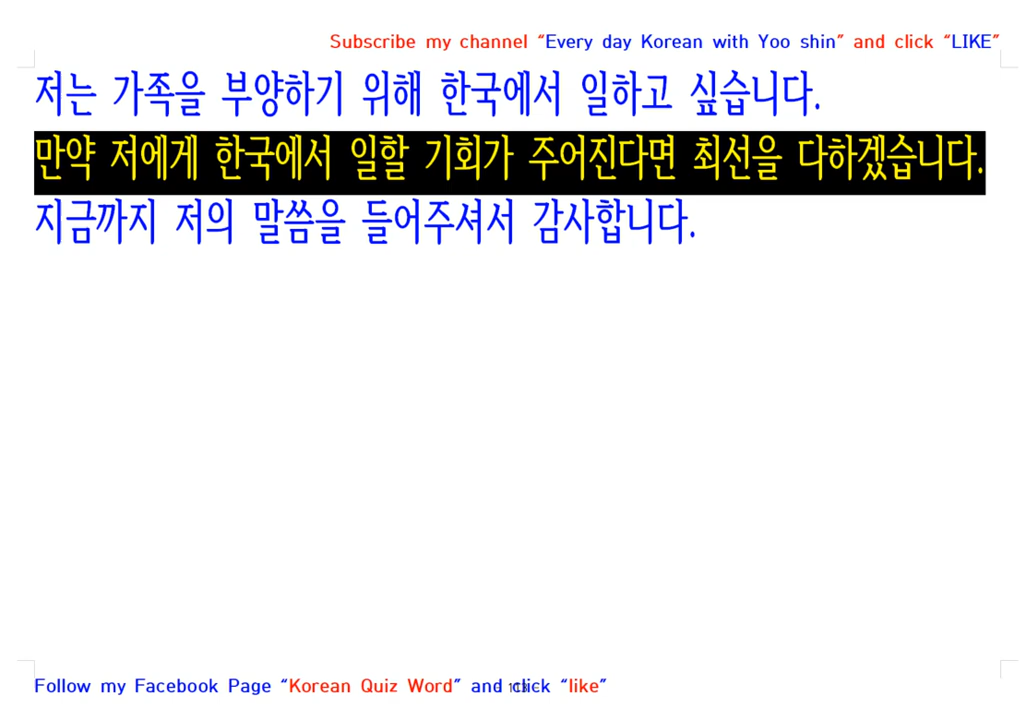 Subscribe my channel “Every day Korean with Yoo shin” and click “LIKE”
저는 가족을 부양하기 위해 한국에서 일하고 싶습니다.
만약 저에게 한국에서 일할 기회가 주어진다면 최선을 다하겠습니다.
지금까지 저의 말씀을 들어주셔서 감사합니다.
Follow my Facebook Page “Korean Quiz Word” and click “like”